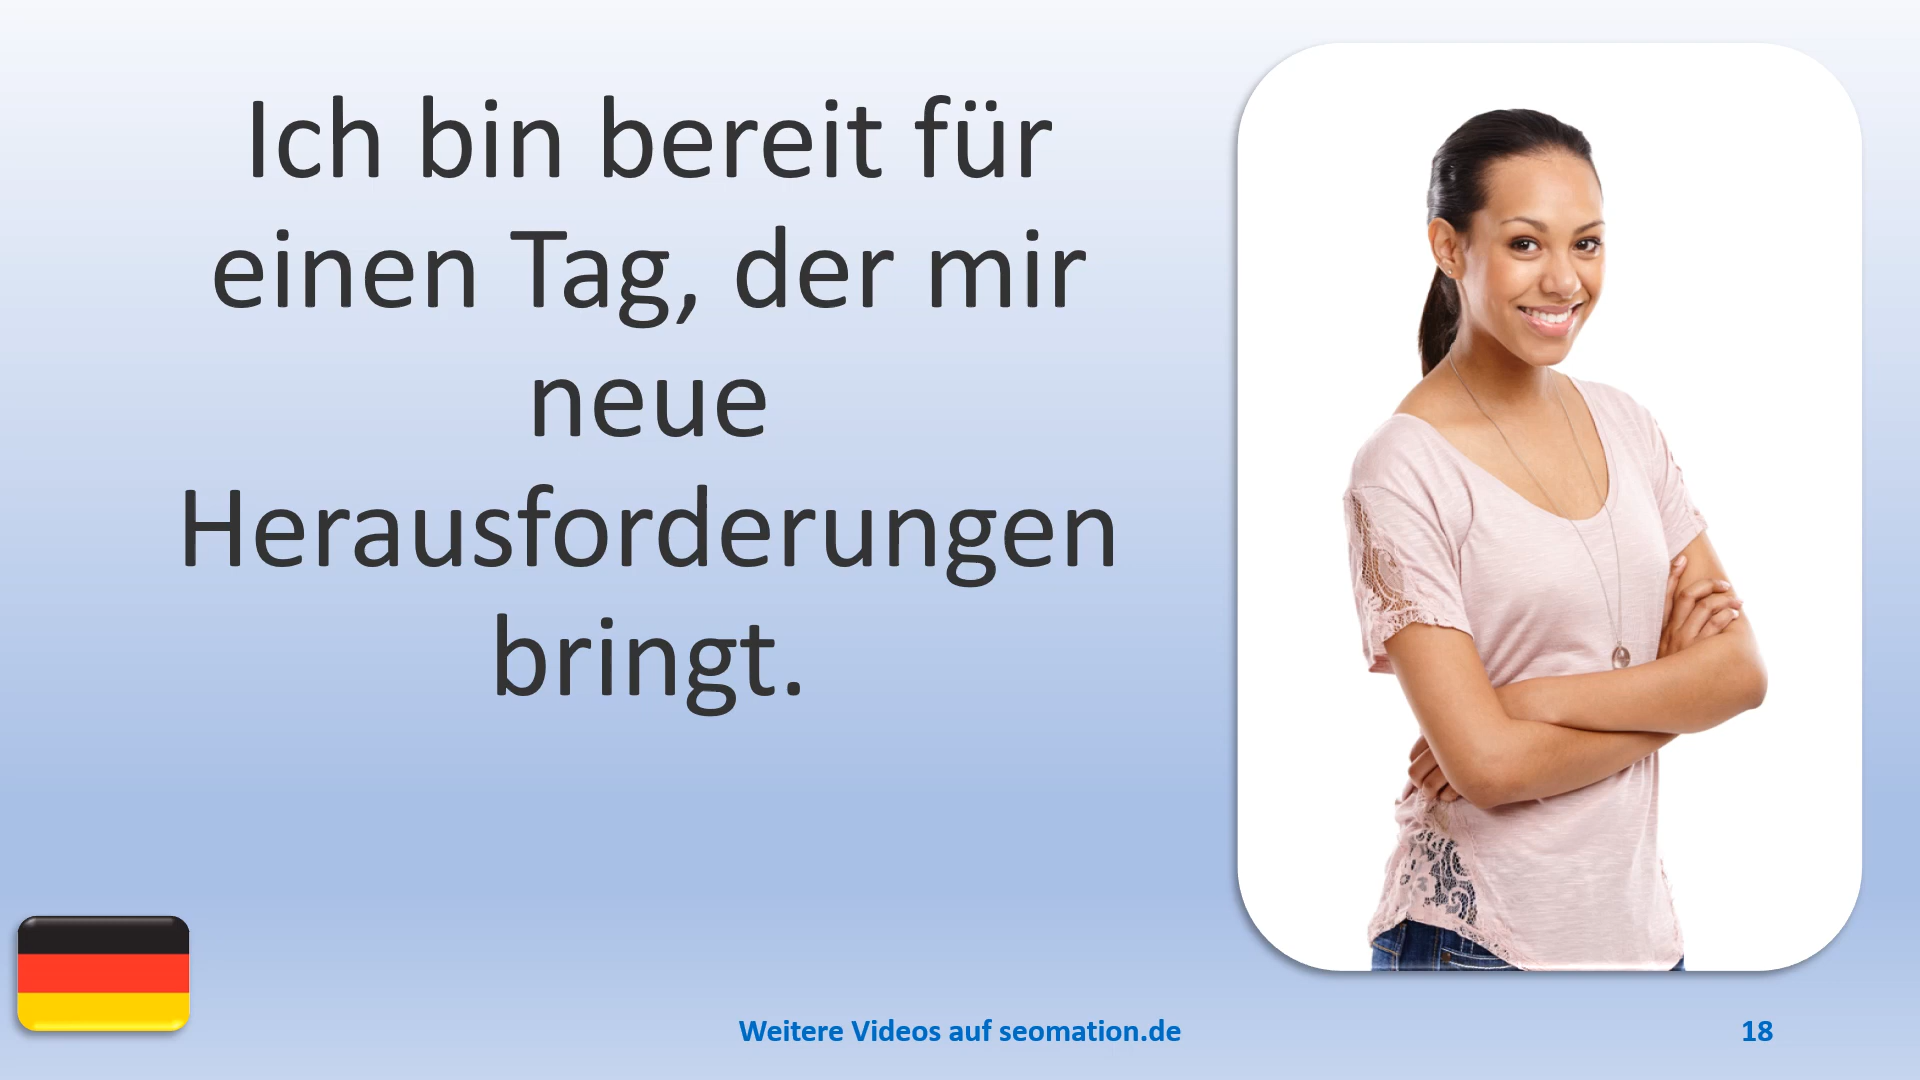 Ich bin bereit für
einen Tag, der mir
neue
Herausforderungen
bringt.
Weitere Videos auf seomation.de
18